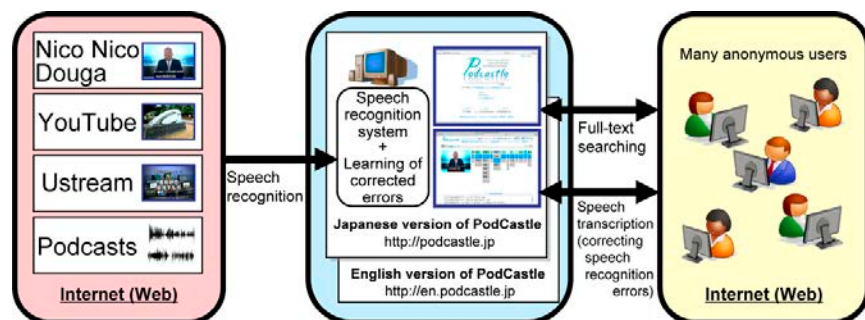 Nico Nico
Douga
YouTube
Ustream
Podcasts
Internet (Web)
Speech
recognition
Speech
recognition
system
+
Learning of
corrected
errors
Podcastle
Japanese version of PodCastle
http://podcastle.jp
English version of PodCastle
http://en.podcastle.jp
Full-text
searching
Speech
transcription
(correcting
speech
recognition
errors)
Many anonymous users
Internet (Web)